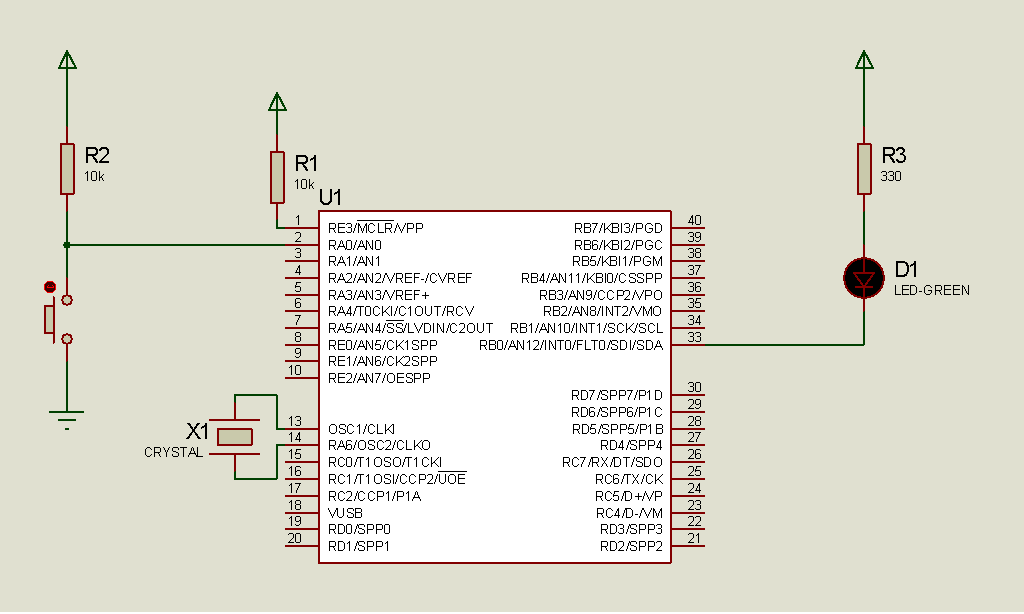 R2
10k
R1
10k
R3
330
U1
D1
LED-GREEN
X1
CRYSTAL
1 RE3/MCLR/VPP
2 RA0/AN0
3 RA1/AN1
4 RA2/AN2/VREF-/CVREF
5 RA3/AN3/VREF+
6 RA4/T0CKI/C1OUT/RCV
7 RA5/AN4/SS/LVDIN/C2OUT
8 RE0/AN5/CK1SPP
9 RE1/AN6/CK2SPP
10 RE2/AN7/OESPP
13 OSC1/CLKI
14 RA6/OSC2/CLKO
15 RC0/T1OSO/T1CKI
16 RC1/T1OSI/CCP2/UOE
17 RC2/CCP1/P1A
18 VUSB
19 RD0/SPP0
20 RD1/SPP1
RB7/KBI3/PGD 40
RB6/KBI2/PGC 39
RB5/KBI1/PGM 38
RB4/AN11/KBI0/CSSPP 37
RB3/AN9/CCP2/VPO 36
RB2/AN8/INT2/VMO 35
RB1/AN10/INT1/SCK/SCL 34
RB0/AN12/INT0/FLT0/SDI/SDA 33
RD7/SPP7/P1D 30
RD6/SPP6/P1C 29
RD5/SPP5/P1B 28
RD4/SPP4 27
RC7/RX/DT/SDO 26
RC6/TX/CK 25
RC5/D+/VP 24
RC4/D-/VM 23
RD3/SPP3 22
RD2/SPP2 21